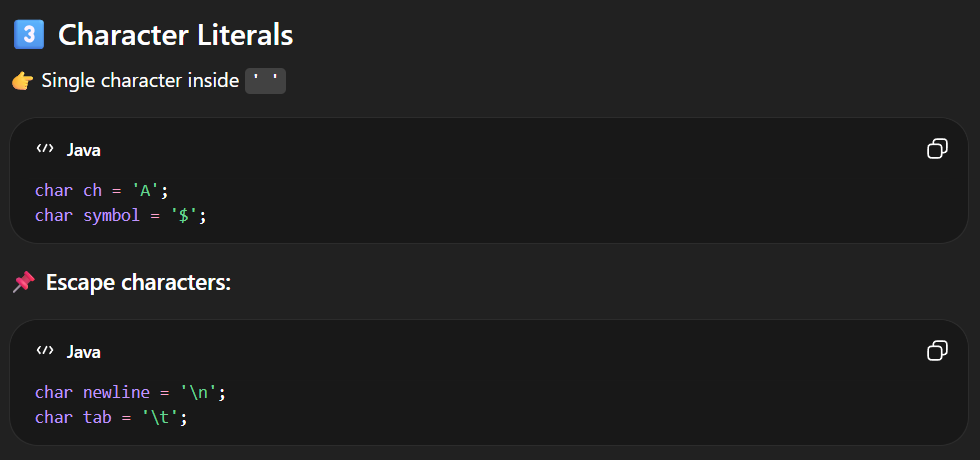 3 Character Literals
👉 Single character inside ' '
</> Java
char ch = 'A';
char symbol = '$';
📌 Escape characters:
</> Java
char newline = '\n';
char tab = '\t';